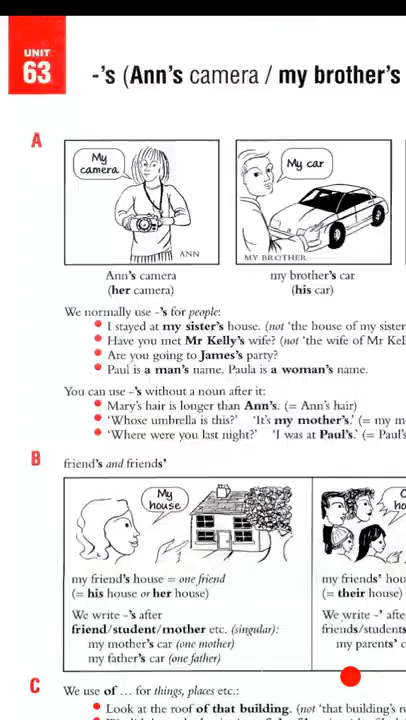 UNIT
63
-'s (Ann's camera / my brother's
A
My
camera
ANN
My car
MY BROTHER
Ann's camera
(her camera)
my brother's car
(his car)
We normally use -'s for people:
I stayed at my sister's house. (not 'the house of my sister
Have you met Mr Kelly's wife? (not 'the wife of Mr Kel
Are you going to James's party?
Paul is a man's name. Paula is a woman's name.
You can use -'s without a noun after it:
Mary's hair is longer than Ann's. (= Ann's hair)
'Whose umbrella is this?' 'It's my mother's.' (= my m
'Where were you last night?' 'I was at Paul's.' (= Paul's
B
friend's and friends'
My
house
my friend's house = one friend
(= his house or her house)
We write -'s after
friend/student/mother etc. (singular):
my mother's car (one mother)
my father's car (one father)
my friends' hou
(= their house)
We write -' afte
friends/students
my parents' c
C
We use of … for things, places etc.:
Look at the roof of that building. (not 'that building's ro